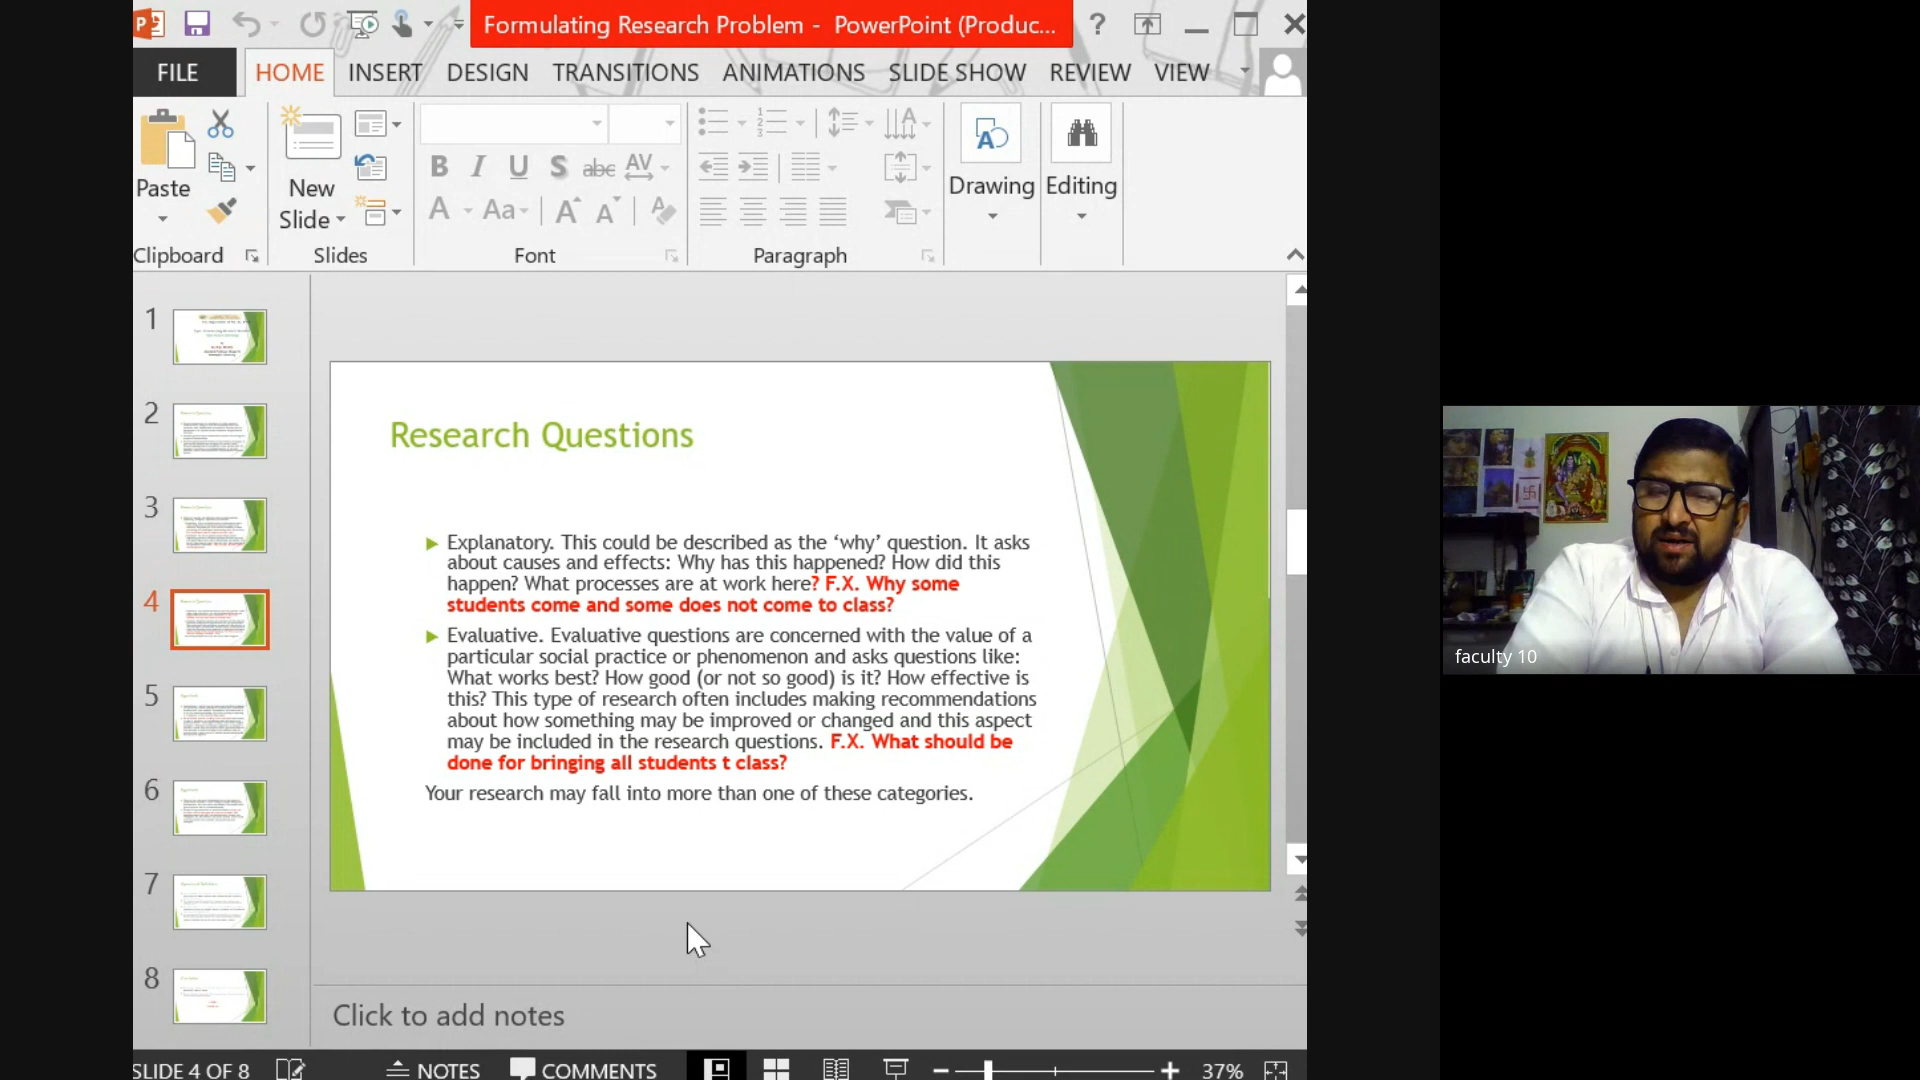 Formulating Research Problem - PowerPoint (Produc...
?
FILE HOME INSERT DESIGN TRANSITIONS ANIMATIONS SLIDE SHOW REVIEW VIEW
Paste
New
Slide
Drawing
Editing
B I U S abc AV
A Aa A A
Clipboard Slides Font Paragraph
1
2
3
4
5
6
7
8
Research Questions
Explanatory. This could be described as the ‘why’ question. It asks
about causes and effects: Why has this happened? How did this
happen? What processes are at work here? F.X. Why some
students come and some does not come to class?
Evaluative. Evaluative questions are concerned with the value of a
particular social practice or phenomenon and asks questions like:
What works best? How good (or not so good) is it? How effective is
this? This type of research often includes making recommendations
about how something may be improved or changed and this aspect
may be included in the research questions. F.X. What should be
done for bringing all students t class?
Your research may fall into more than one of these categories.
Click to add notes
SLIDE 4 OF 8 NOTES COMMENTS 37%
faculty 10